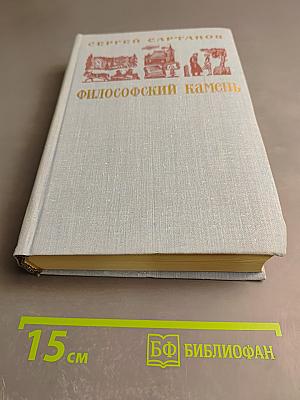 СЕРГЕЙ САРТАКОВ
ФИЛОСОФСКИЙ КАМЕНЬ
15 см
БФ БИБЛИОФАН